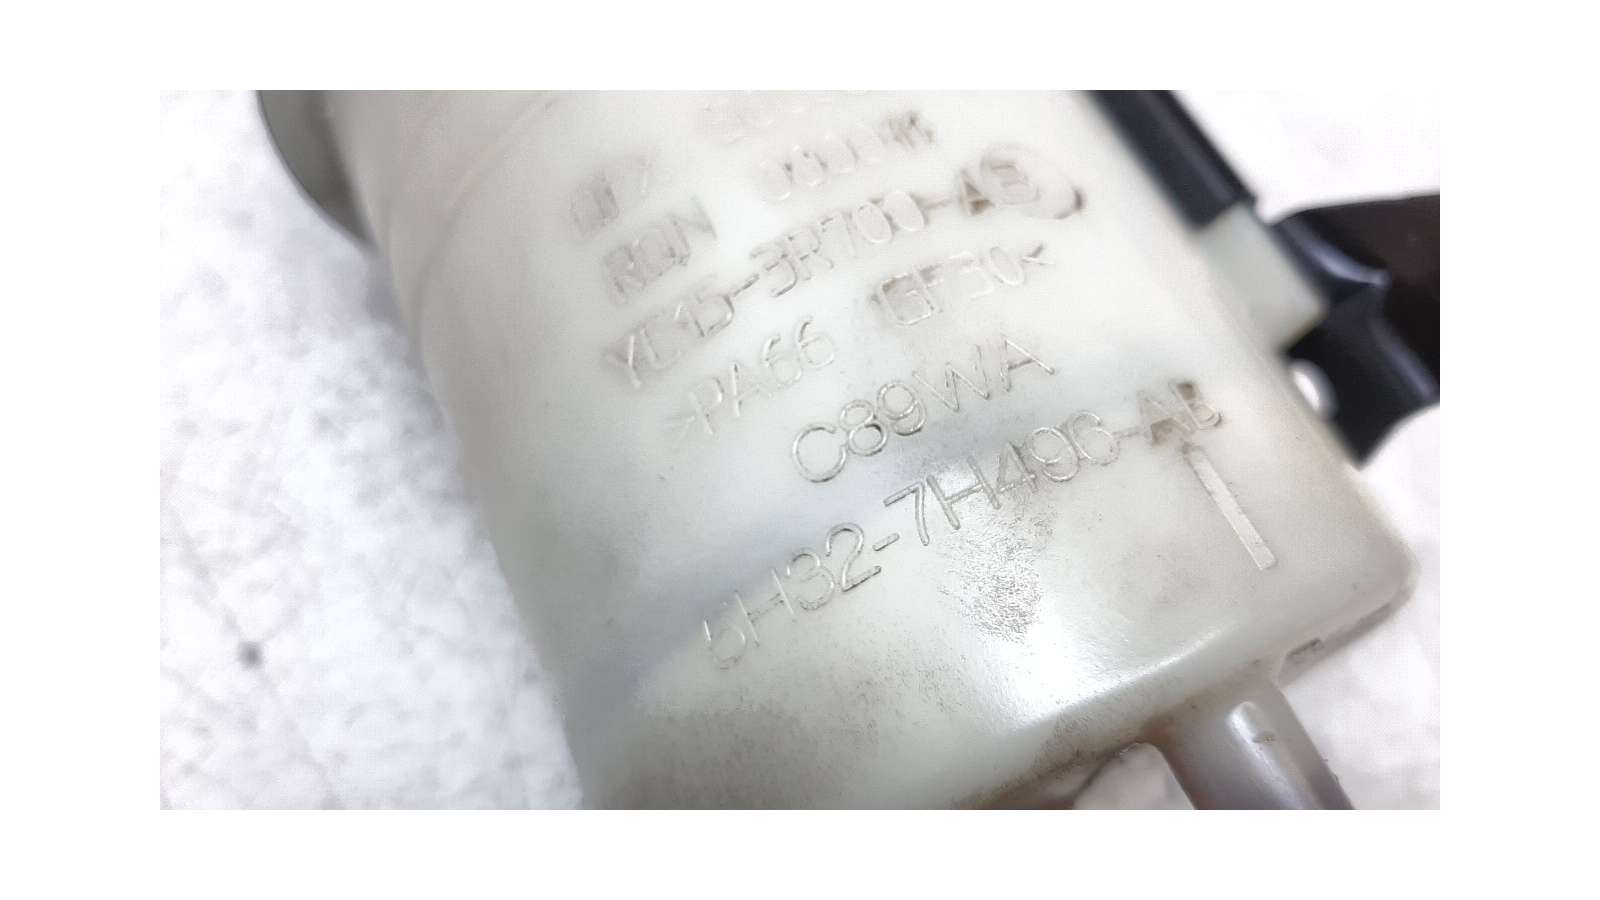 RQN
YC15-3R700-AB
>PA66 GF30<
C89WA
5H32-7H496-AB